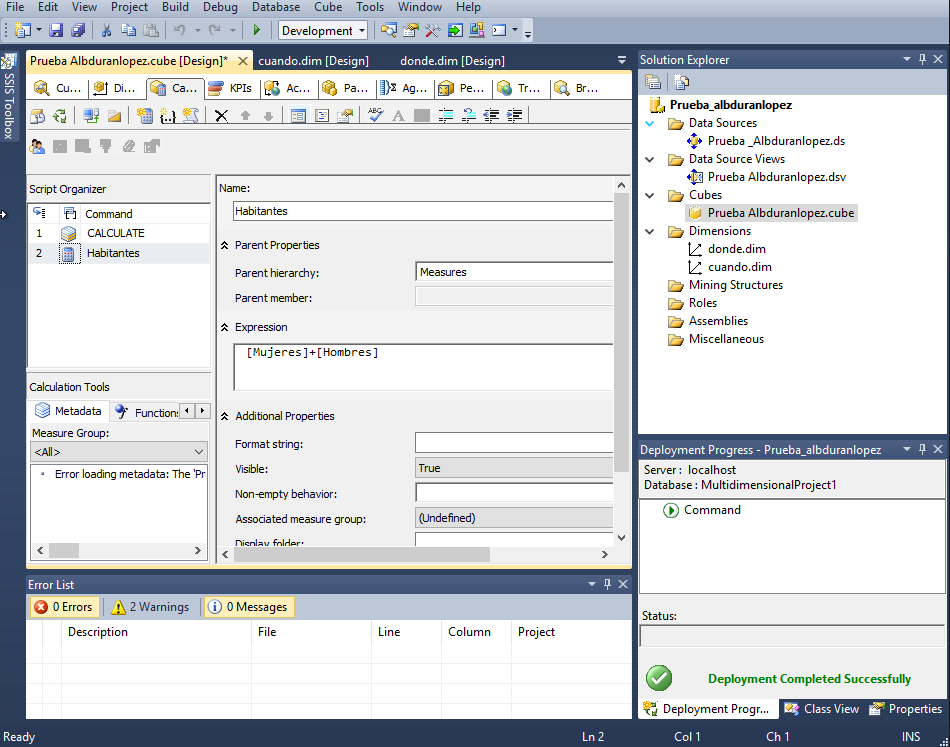 File Edit View Project Build Debug Database Cube Tools Window Help
Development
SSIS Toolbox
Prueba Albduranlopez.cube [Design]* cuando.dim [Design] donde.dim [Design]
Cu... Di... Ca... KPIs Ac... Pa... Ag... Pe... Tr... Br...
ABC
Script Organizer
Command
1 CALCULATE
2 Habitantes
Calculation Tools
Metadata Function
Measure Group:
<All>
Error loading metadata: The 'Pr
Name:
Habitantes
Parent Properties
Parent hierarchy: Measures
Parent member:
Expression
[Mujeres]+[Hombres]
Additional Properties
Format string:
Visible: True
Non-empty behavior:
Associated measure group: (Undefined)
Display folder:
Error List
0 Errors 2 Warnings 0 Messages
Description File Line Column Project
Solution Explorer
Prueba_albduranlopez
Data Sources
Prueba _Albduranlopez.ds
Data Source Views
Prueba Albduranlopez.dsv
Cubes
Prueba Albduranlopez.cube
Dimensions
donde.dim
cuando.dim
Mining Structures
Roles
Assemblies
Miscellaneous
Deployment Progress - Prueba_albduranlopez
Server : localhost
Database : MultidimensionalProject1
Command
Status:
Deployment Completed Successfully
Deployment Progr... Class View Properties
Ready Ln 2 Col 1 Ch 1 INS